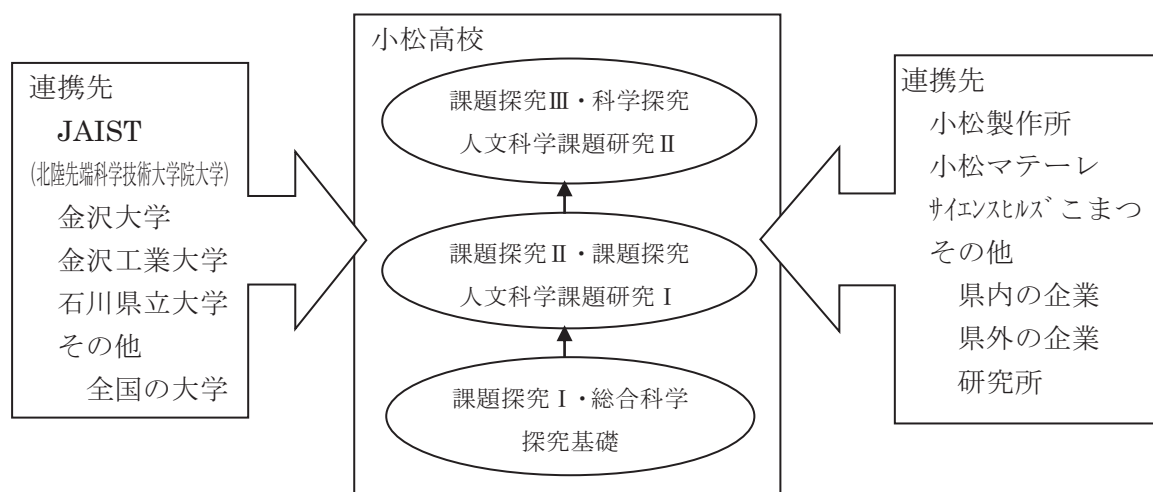 連携先
JAIST
(北陸先端科学技術大学院大学)
金沢大学
金沢工業大学
石川県立大学
その他
全国の大学
小松高校
課題探究Ⅲ・科学探究
人文科学課題研究Ⅱ
課題探究Ⅱ・課題探究
人文科学課題研究Ⅰ
課題探究Ⅰ・総合科学
探究基礎
連携先
小松製作所
小松マテーレ
ｻｲｴﾝｽﾋﾙｽﾞこまつ
その他
県内の企業
県外の企業
研究所